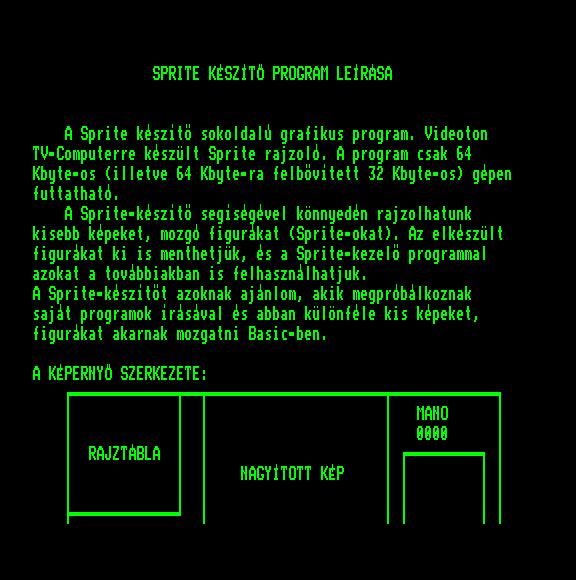 SPRITE KÉSZÍTŐ PROGRAM LEÍRÁSA
A Sprite készítő sokoldalú grafikus program. Videoton
TV-Computerre készült Sprite rajzoló. A program csak 64
Kbyte-os (illetve 64 Kbyte-ra felbővitett 32 Kbyte-os) gépen
futtatható.
A Sprite-készítő segiségével könnyedén rajzolhatunk
kisebb képeket, mozgó figurákat (Sprite-okat). Az elkészült
figurákat ki is menthetjük, és a Sprite-kezelő programmal
azokat a továbbiakban is felhasználhatjuk.
A Sprite-készítőt azoknak ajánlom, akik megpróbálkoznak
saját programok írásával és abban különféle kis képeket,
figurákat akarnak mozgatni Basic-ben.
A KÉPERNYŐ SZERKEZETE:
MANO
0000
RAJZTÁBLA
NAGYÍTOTT KÉP